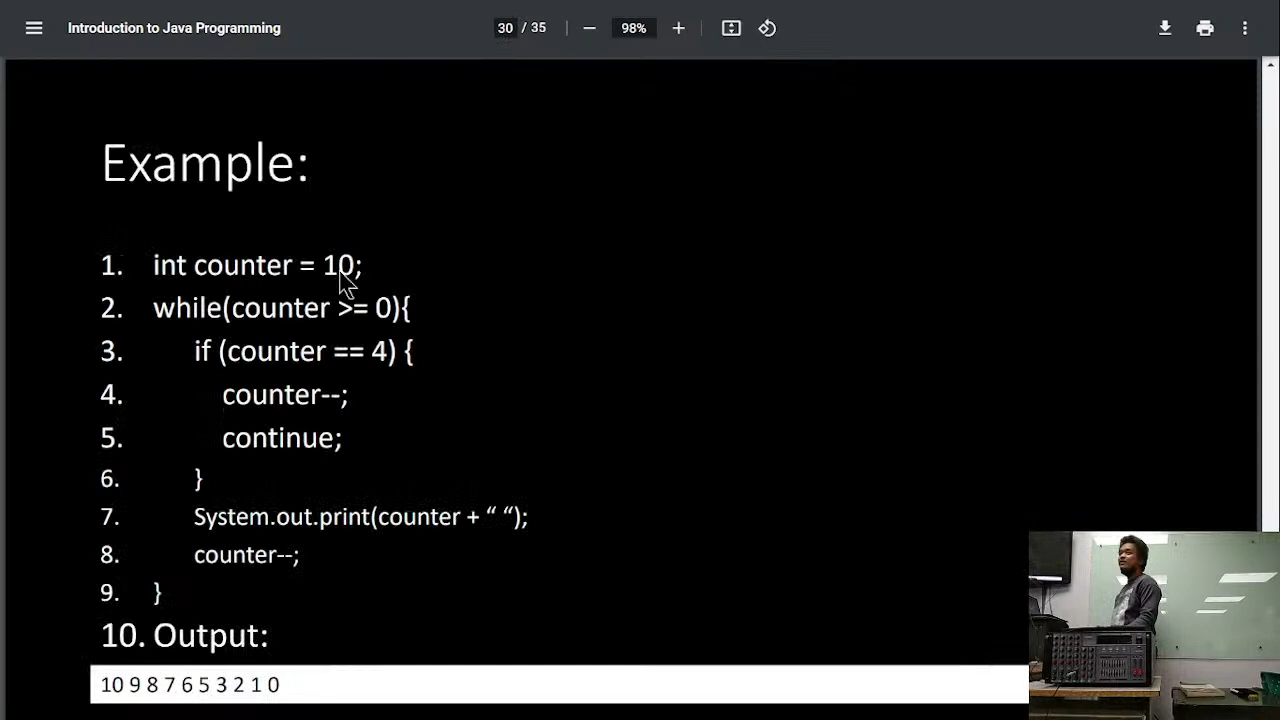 Introduction to Java Programming
30 / 35
98%
Example:
1. int counter = 10;
2. while(counter >= 0){
3. if (counter == 4) {
4. counter--;
5. continue;
6. }
7. System.out.print(counter + “ “);
8. counter--;
9. }
10. Output:
10 9 8 7 6 5 3 2 1 0